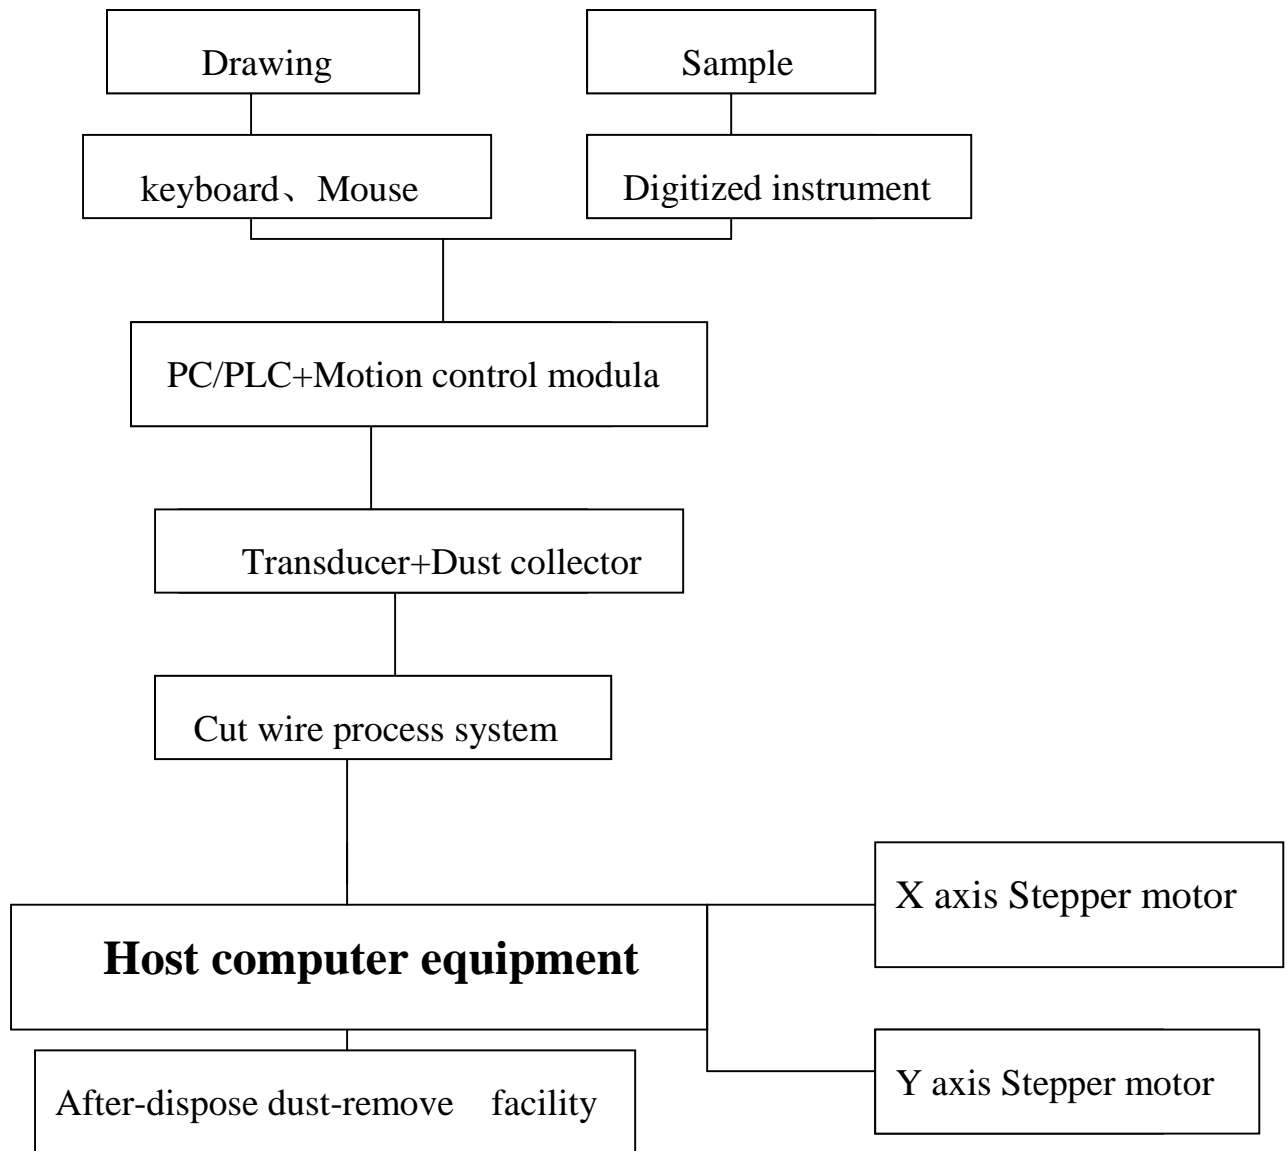 Drawing
Sample
keyboard、Mouse
Digitized instrument
PC/PLC+Motion control modula
Transducer+Dust collector
Cut wire process system
X axis Stepper motor
Host computer equipment
Y axis Stepper motor
After-dispose dust-remove facility